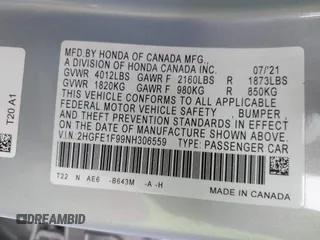 MFD.BY HONDA OF CANADA MFG.,
A DIVISION OF HONDA CANADA INC. 07/'21
GVWR 4012LBS GAWR F 2160LBS R 1873LBS
GVWR 1820KG GAWR F 980KG R 850KG
THIS VEHICLE CONFORMS TO ALL APPLICABLE
FEDERAL MOTOR VEHICLE SAFETY, BUMPER
AND THEFT PREVENTION STANDARDS IN EFFECT
ON THE DATE OF MANUFACTURE SHOWN ABOVE.
V.I.N:2HGFE1F99NH306559 TYPE: PASSENGER CAR
T22 N AE6 -B643M -A -H
MADE IN CANADA
T20 A1
DREAMBID